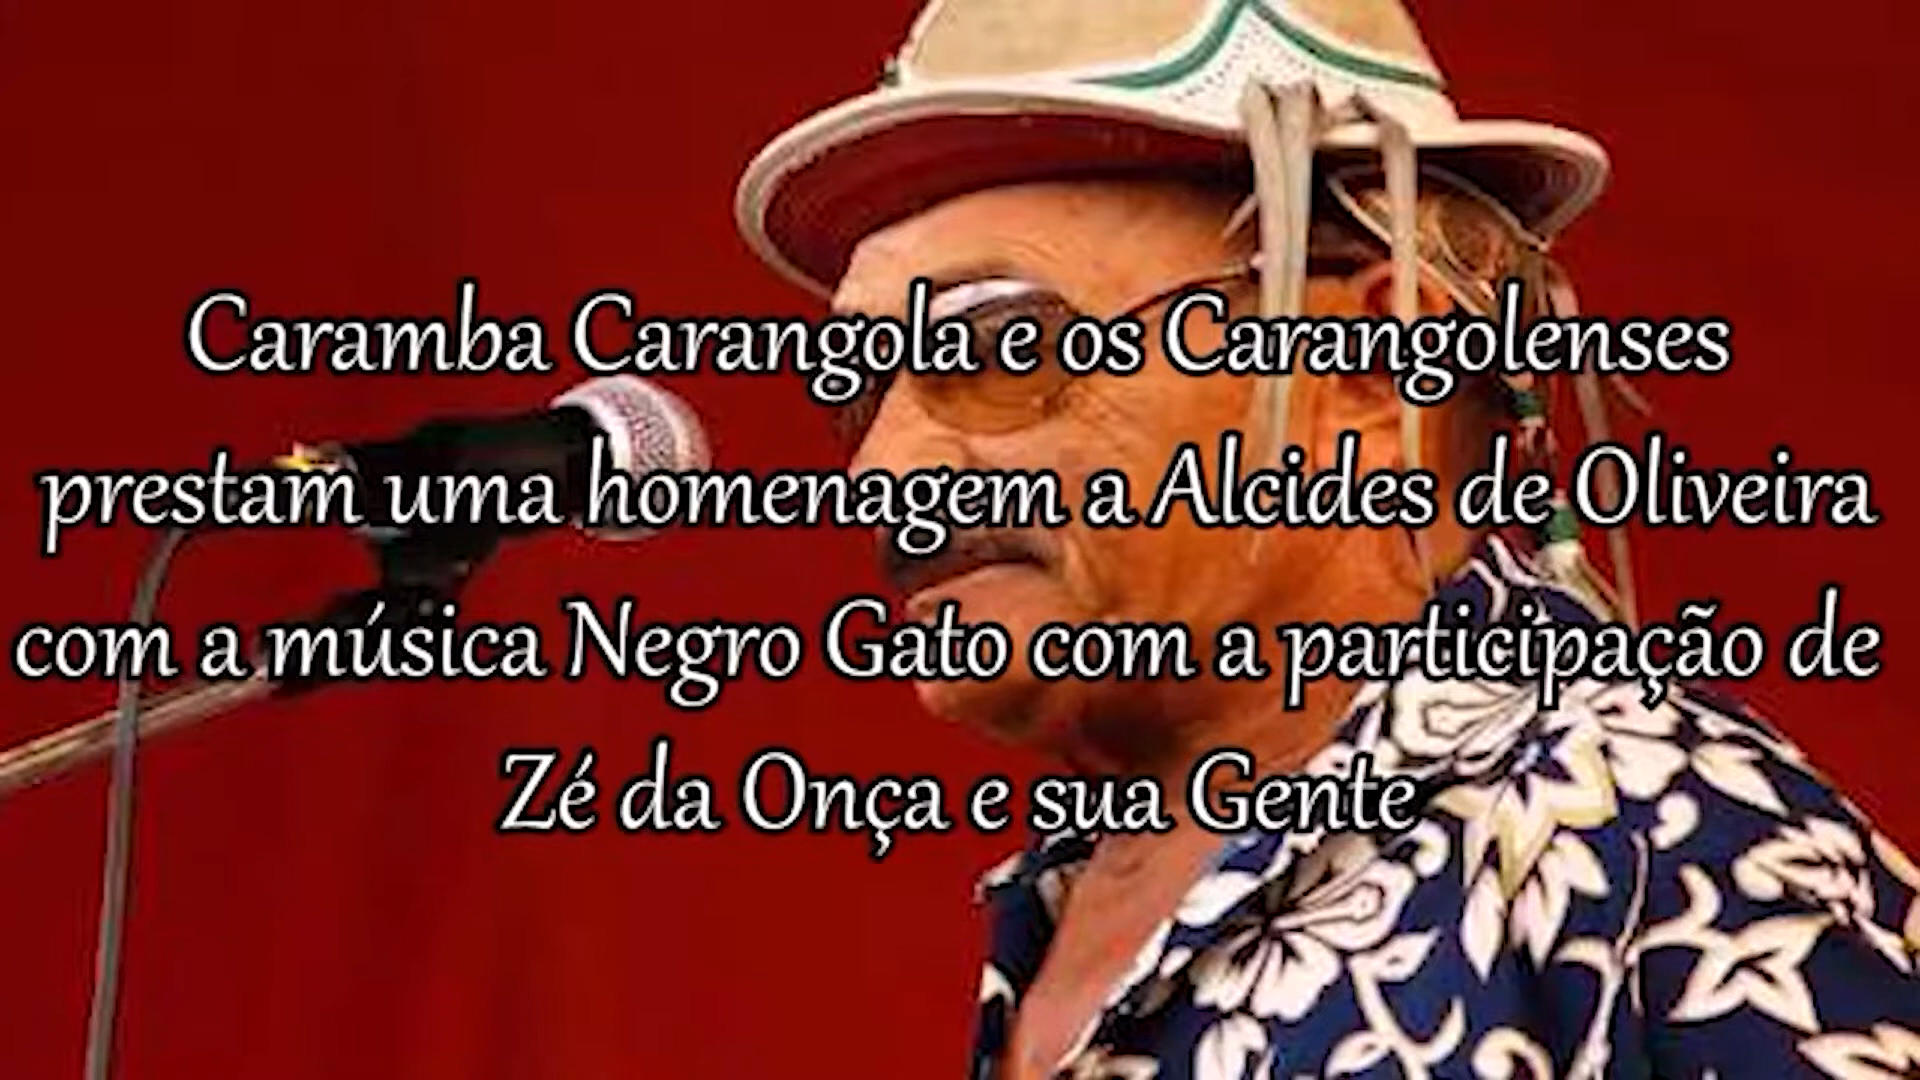 Caramba Carangola e os Carangolenses
prestam uma homenagem a Alcides de Oliveira
com a música Negro Gato com a participação de
Zé da Onça e sua Gente